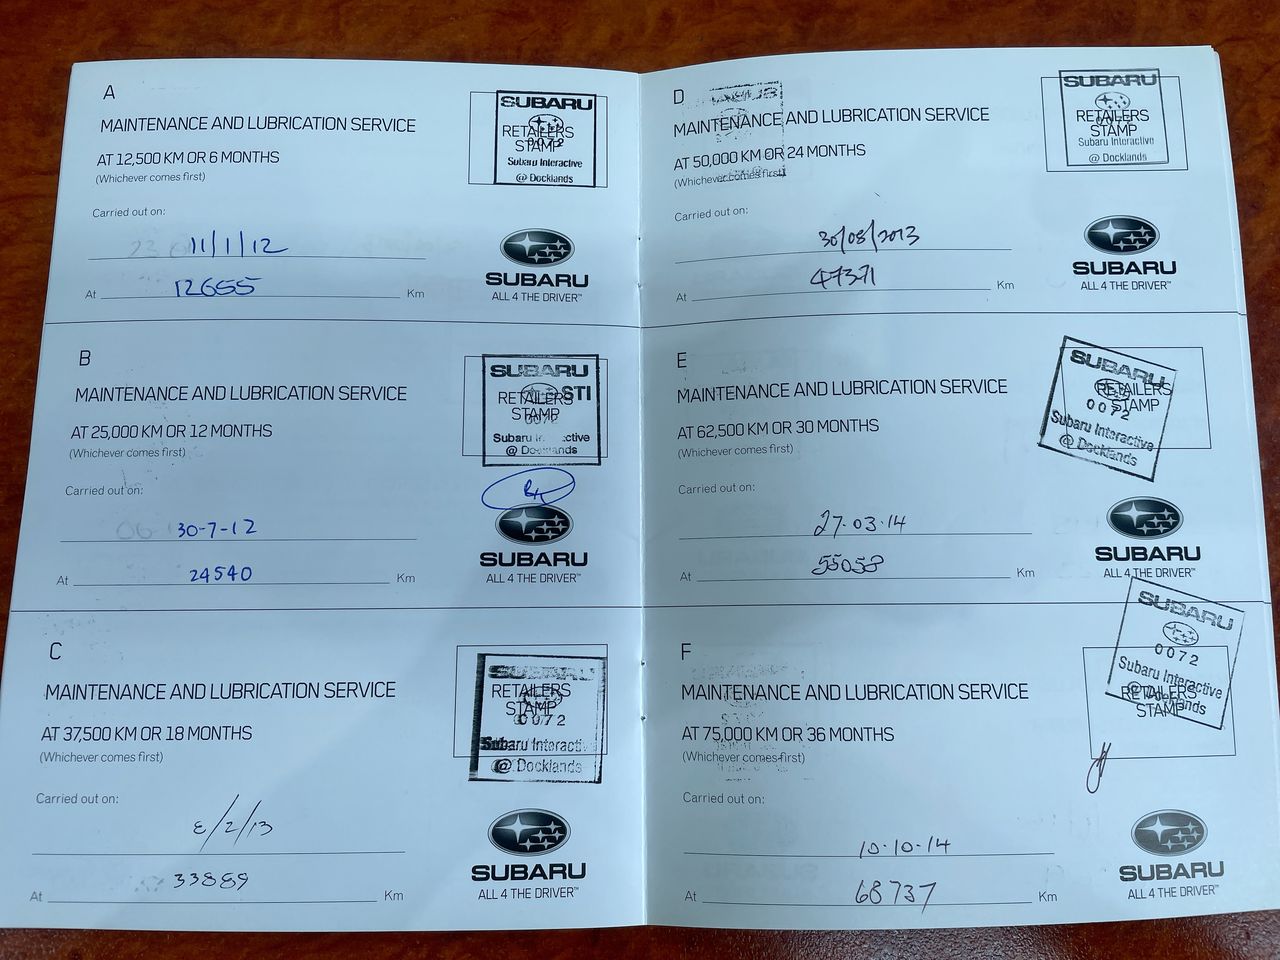 A
MAINTENANCE AND LUBRICATION SERVICE
AT 12,500 KM OR 6 MONTHS
(Whichever comes first)
SUBARU
RETAILERS
STAMP
0072
Subaru Interactive
@ Docklands
Carried out on:
11/1/12
At 12655 Km
SUBARU
ALL 4 THE DRIVER™
B
MAINTENANCE AND LUBRICATION SERVICE
AT 25,000 KM OR 12 MONTHS
(Whichever comes first)
SUBARU
STI
RETAILERS
STAMP
0072
Subaru Interactive
@ Docklands
Carried out on:
30-7-12
At 24540 Km
SUBARU
ALL 4 THE DRIVER™
C
MAINTENANCE AND LUBRICATION SERVICE
AT 37,500 KM OR 18 MONTHS
(Whichever comes first)
SUBARU
RETAILERS
STAMP
0072
Subaru Interactive
@ Docklands
Carried out on:
8/2/13
At 33889 Km
SUBARU
ALL 4 THE DRIVER™
D
MAINTENANCE AND LUBRICATION SERVICE
AT 50,000 KM OR 24 MONTHS
(Whichever comes first)
SUBARU
RETAILERS
STAMP
0072
Subaru Interactive
@ Docklands
Carried out on:
30/08/2013
At 47371 Km
SUBARU
ALL 4 THE DRIVER™
E
MAINTENANCE AND LUBRICATION SERVICE
AT 62,500 KM OR 30 MONTHS
(Whichever comes first)
SUBARU
RETAILERS
STAMP
0072
Subaru Interactive
@ Docklands
Carried out on:
27.03.14
At 55058 Km
SUBARU
ALL 4 THE DRIVER™
F
MAINTENANCE AND LUBRICATION SERVICE
AT 75,000 KM OR 36 MONTHS
(Whichever comes first)
SUBARU
0072
Subaru Interactive
@ Docklands
RETAILERS
STAMP
Carried out on:
10.10.14
At 68737 Km
SUBARU
ALL 4 THE DRIVER™